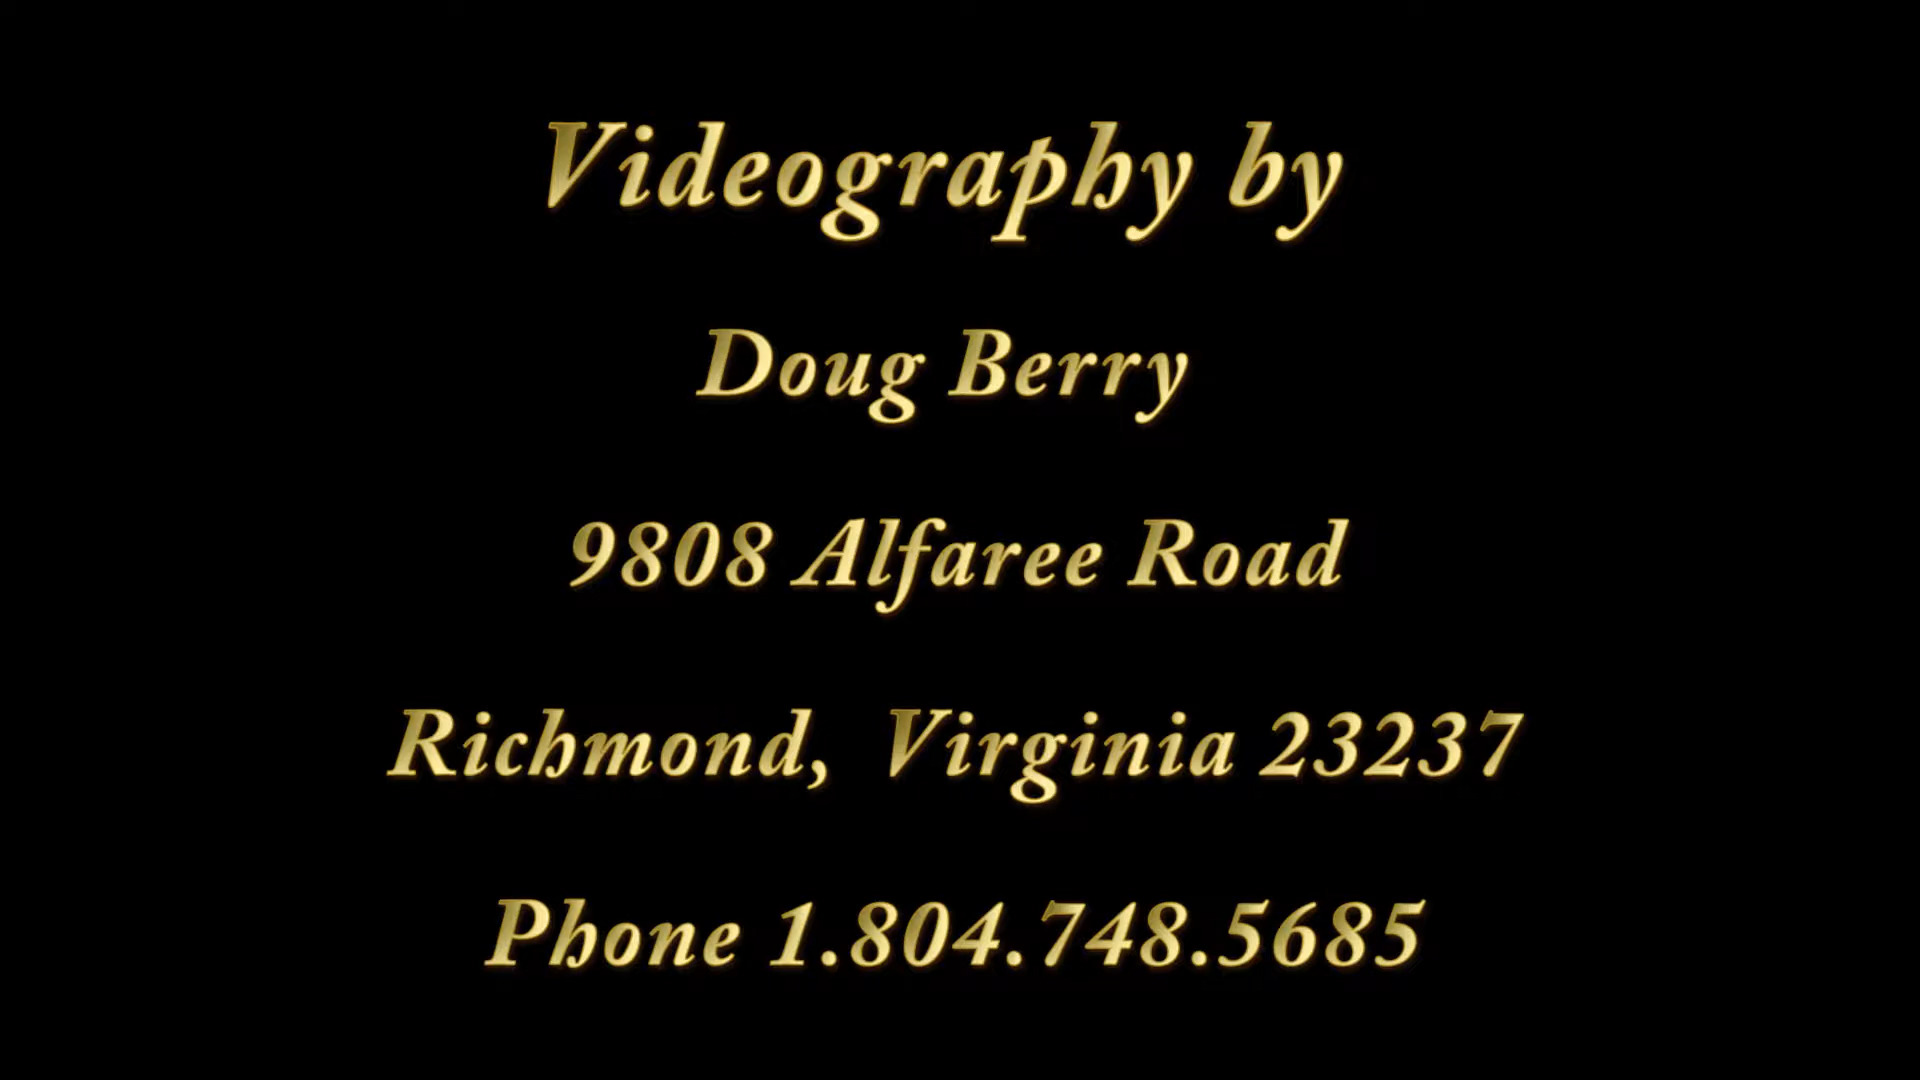 Videography by
Doug Berry
9808 Alfaree Road
Richmond, Virginia 23237
Phone 1.804.748.5685